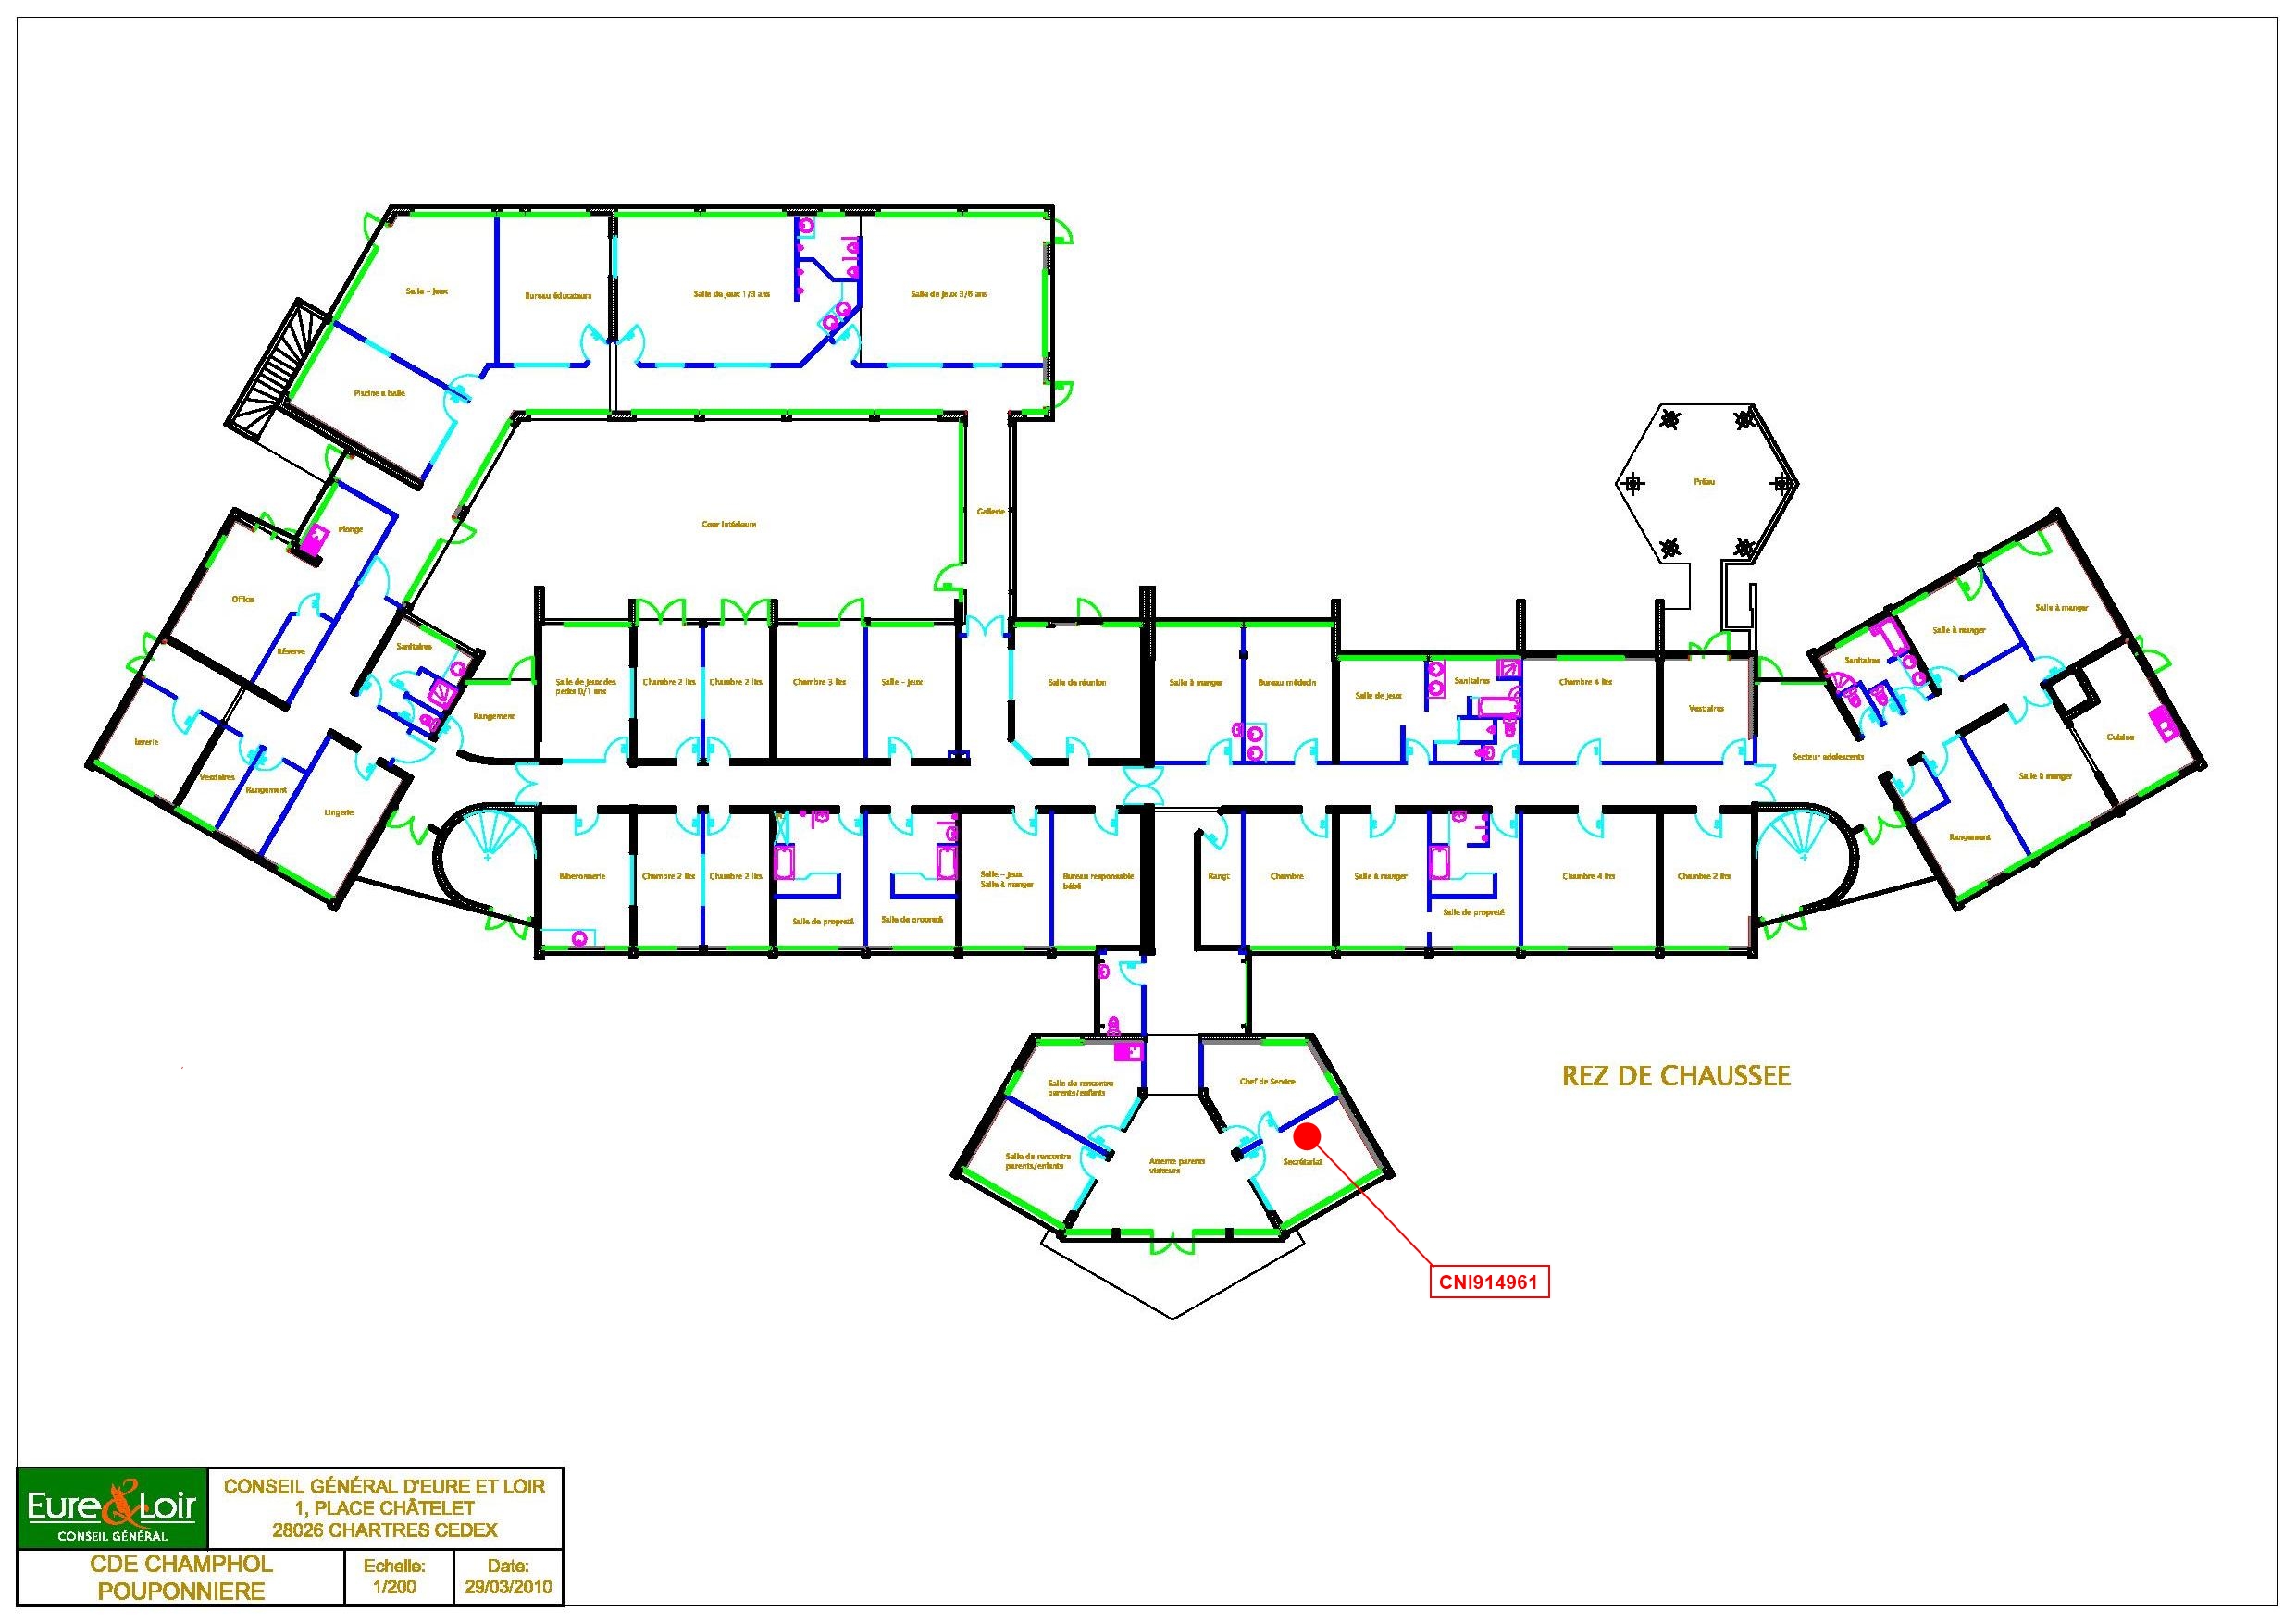 Salle - Jeux
Bureau éducateurs
Salle de jeux 1/3 ans
Salle de jeux 3/6 ans
Piscine a balle
Plonge
Cour intérieure
Gallerie
Préau
Office
Réserve
Sanitaires
Rangement
Laverie
Vestiaires
Rangement
Lingerie
Salle de jeux des
petits 0/1 ans
Chambre 2 lits
Chambre 2 lits
Chambre 3 lits
Salle - jeux
Salle de réunion
Salle à manger
Bureau médecin
Salle de jeux
Sanitaires
Chambre 4 lits
Vestiaires
Secteur adolescents
Sanitaires
Salle à manger
Salle à manger
Cuisine
Salle à manger
Rangement
Biberonnerie
Chambre 2 lits
Chambre 2 lits
Salle de propreté
Salle de propreté
Salle - jeux
Salle à manger
Bureau responsable
bébé
Rangt
Chambre
Salle à manger
Salle de propreté
Chambre 4 lits
Chambre 2 lits
Salle de rencontre
parents/enfants
Chef de Service
Salle de rencontre
parents/enfants
Attente parents
visiteurs
Secrétariat
REZ DE CHAUSSEE
CNI914961
Eure & Loir
CONSEIL GÉNÉRAL
CONSEIL GÉNÉRAL D'EURE ET LOIR
1, PLACE CHÂTELET
28026 CHARTRES CEDEX
CDE CHAMPHOL
POUPONNIERE
Echelle:
1/200
Date:
29/03/2010